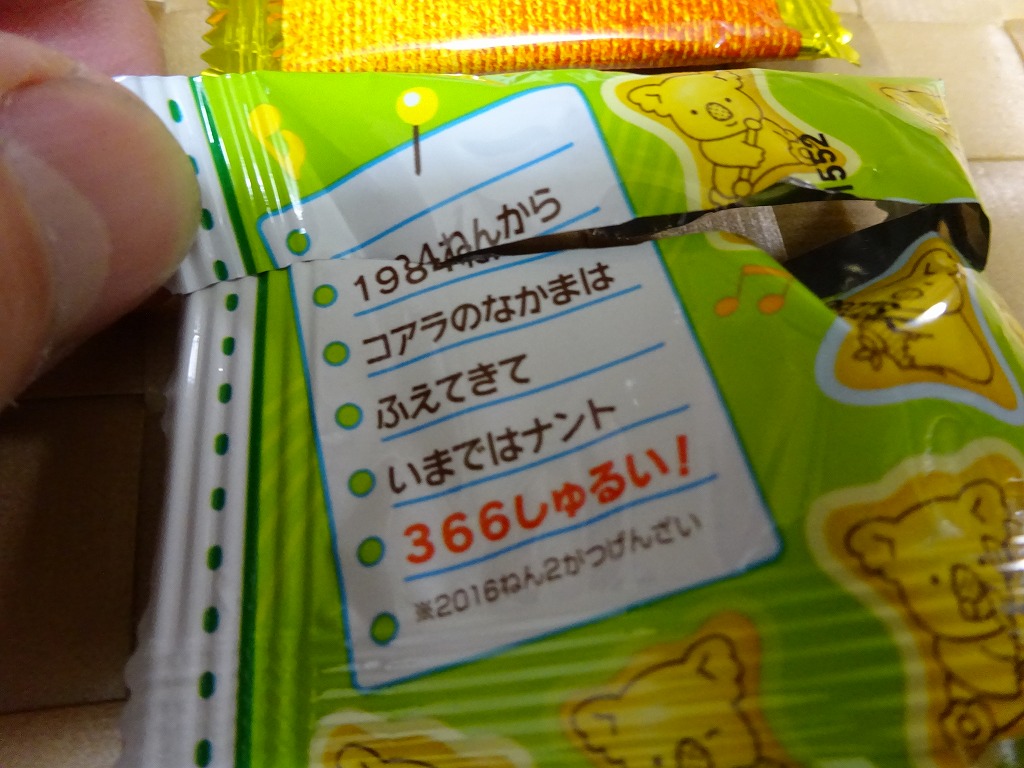 1984ねんから
コアラのなかまは
ふえてきて
いまではナント
366しゅるい!
※2016ねん2がつげんざい
1552